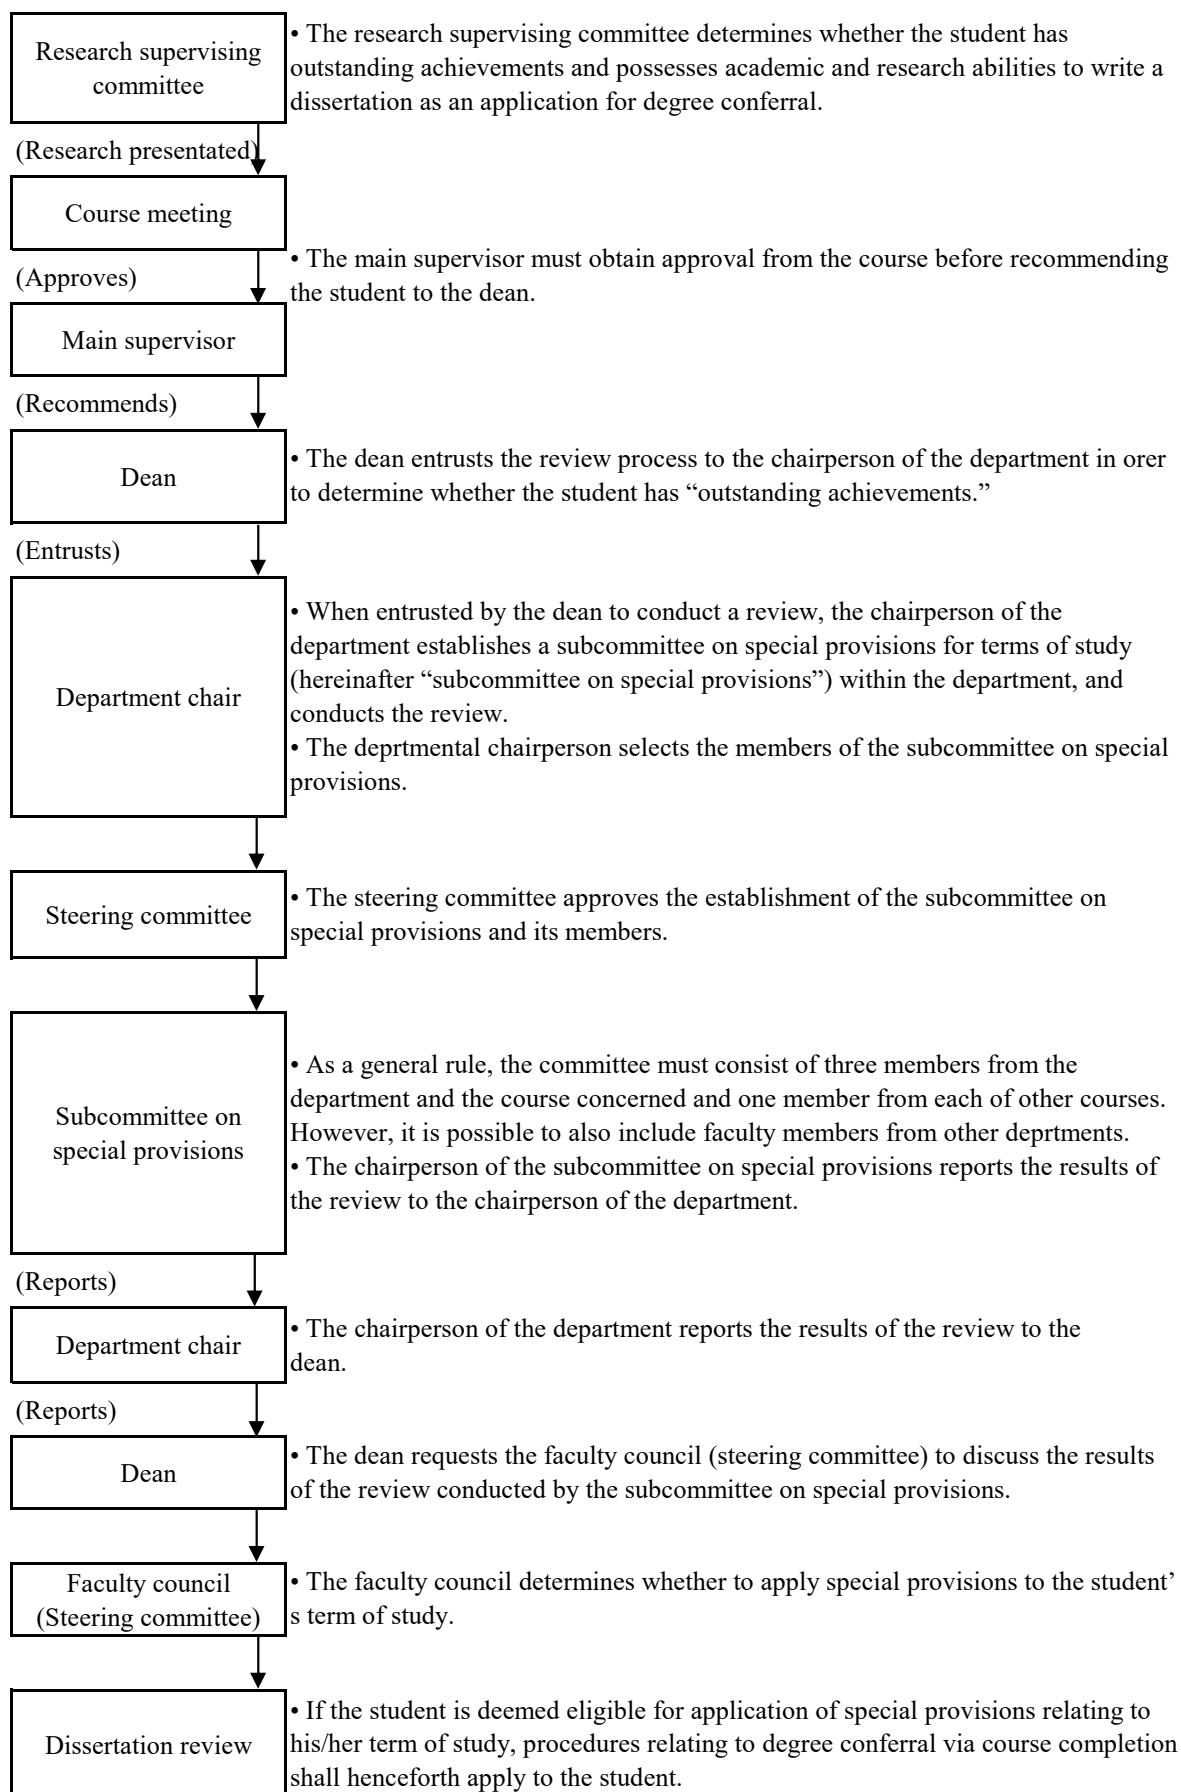 Research supervising
committee
• The research supervising committee determines whether the student has
outstanding achievements and possesses academic and research abilities to write a
dissertation as an application for degree conferral.
(Research presentated)
Course meeting
(Approves)
• The main supervisor must obtain approval from the course before recommending
the student to the dean.
Main supervisor
(Recommends)
Dean
• The dean entrusts the review process to the chairperson of the department in orer
to determine whether the student has “outstanding achievements.”
(Entrusts)
Department chair
• When entrusted by the dean to conduct a review, the chairperson of the
department establishes a subcommittee on special provisions for terms of study
(hereinafter “subcommittee on special provisions”) within the department, and
conducts the review.
• The deprtmental chairperson selects the members of the subcommittee on special
provisions.
Steering committee
• The steering committee approves the establishment of the subcommittee on
special provisions and its members.
Subcommittee on
special provisions
• As a general rule, the committee must consist of three members from the
department and the course concerned and one member from each of other courses.
However, it is possible to also include faculty members from other deprtments.
• The chairperson of the subcommittee on special provisions reports the results of
the review to the chairperson of the department.
(Reports)
Department chair
• The chairperson of the department reports the results of the review to the
dean.
(Reports)
Dean
• The dean requests the faculty council (steering committee) to discuss the results
of the review conducted by the subcommittee on special provisions.
Faculty council
(Steering committee)
• The faculty council determines whether to apply special provisions to the student’
s term of study.
Dissertation review
• If the student is deemed eligible for application of special provisions relating to
his/her term of study, procedures relating to degree conferral via course completion
shall henceforth apply to the student.